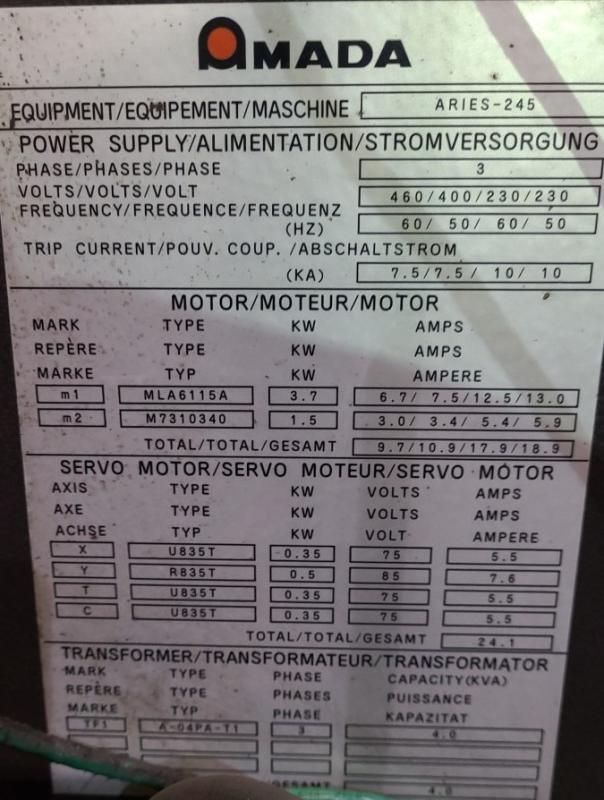 AMADA
EQUIPMENT/EQUIPEMENT/MASCHINE ARIES-245
POWER SUPPLY/ALIMENTATION/STROMVERSORGUNG
PHASE/PHASES/PHASE 3
VOLTS/VOLTS/VOLT 460/400/230/230
FREQUENCY/FREQUENCE/FREQUENZ
(HZ) 60/ 50/ 60/ 50
TRIP CURRENT/POUV. COUP. /ABSCHALTSTROM
(KA) 7.5/7.5/ 10/ 10
MOTOR/MOTEUR/MOTOR
MARK TYPE KW AMPS
REPÈRE TYPE KW AMPS
MARKE TYP KW AMPERE
m1 MLA6115A 3.7 6.7/ 7.5/12.5/13.0
m2 M7310340 1.5 3.0/ 3.4/ 5.4/ 5.9
TOTAL/TOTAL/GESAMT 9.7/10.9/17.9/18.9
SERVO MOTOR/SERVO MOTEUR/SERVO MOTOR
AXIS TYPE KW VOLTS AMPS
AXE TYPE KW VOLTS AMPS
ACHSE TYP KW VOLT AMPERE
X U835T 0.35 75 5.5
Y R835T 0.5 85 7.6
T U835T 0.35 75 5.5
C U835T 0.35 75 5.5
TOTAL/TOTAL/GESAMT 24.1
TRANSFORMER/TRANSFORMATEUR/TRANSFORMATOR
MARK TYPE PHASE CAPACITY(KVA)
REPÈRE TYPE PHASES PUISSANCE
MARKE TYP PHASE KAPAZITAT
TF1 A-04PA-T1 3 4.0
GESAMT 4.0